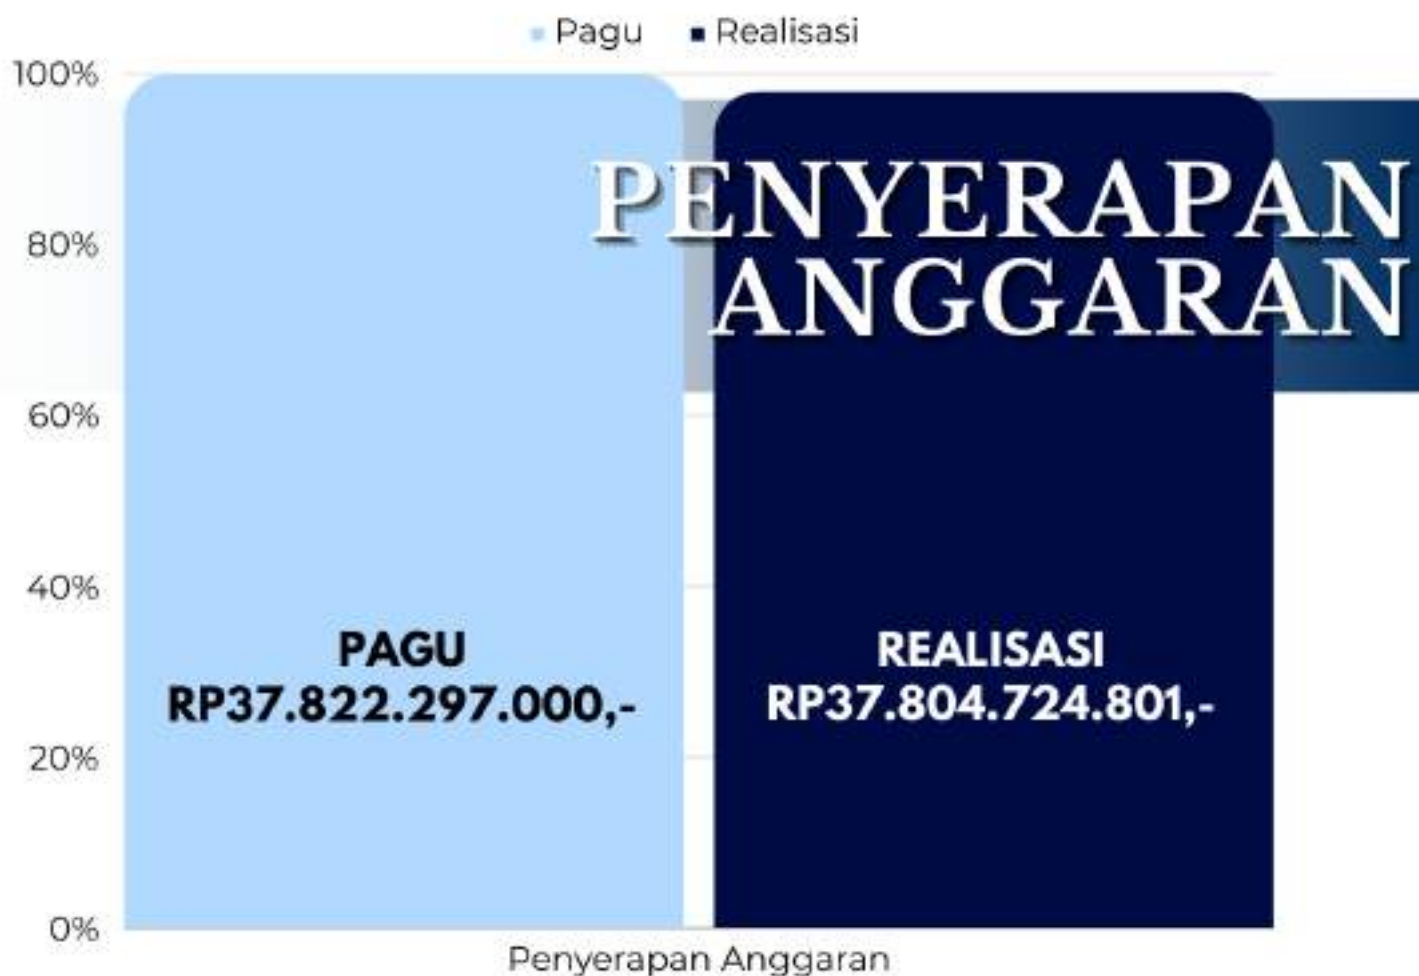 Pagu
Realisasi
100%
80%
60%
40%
20%
0%
PENYERAPAN
ANGGARAN
PAGU
RP37.822.297.000,-
REALISASI
RP37.804.724.801,-
Penyerapan Anggaran